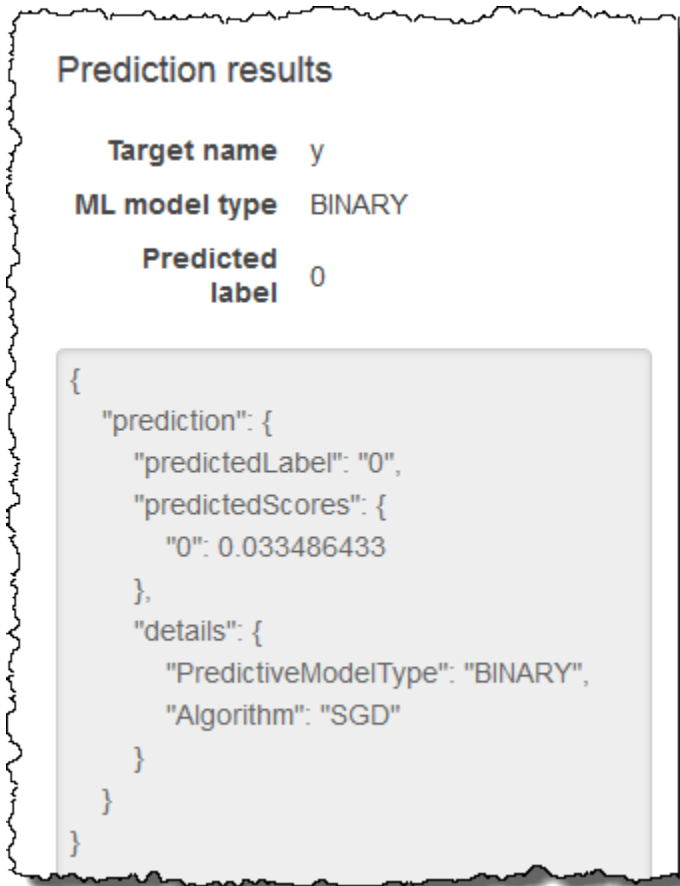 Prediction results
Target name y
ML model type BINARY
Predicted
label 0
{
"prediction": {
"predictedLabel": "0",
"predictedScores": {
"0": 0.033486433
},
"details": {
"PredictiveModelType": "BINARY",
"Algorithm": "SGD"
}
}
}